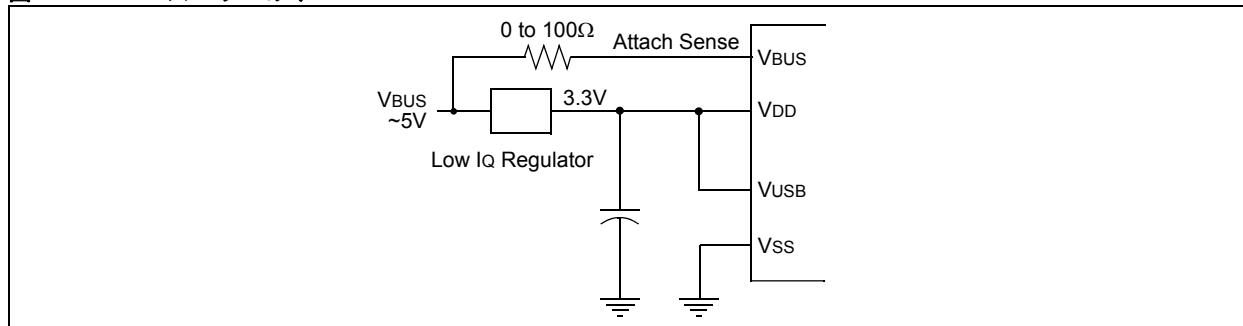 0 to 100Ω
Attach Sense
VBUS
VBUS
~5V
3.3V
VDD
Low IQ Regulator
VUSB
VSS